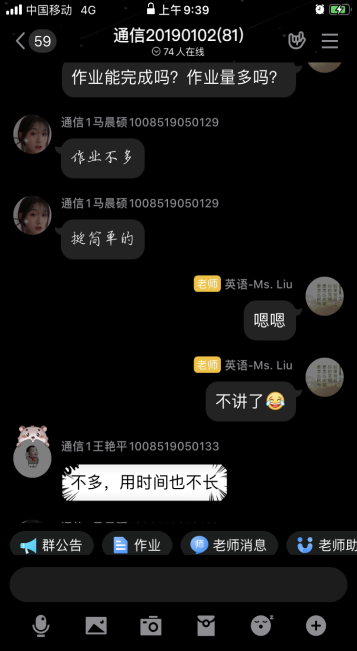 中国移动 4G
上午 9:39
59
通信20190102(81)
74人在线
作业能完成吗？作业量多吗？
通信1马晨硕1008519050129
作业不多
通信1马晨硕1008519050129
挺简单的
老师 英语-Ms. Liu
嗯嗯
老师 英语-Ms. Liu
不讲了😂
通信1王艳平1008519050133
不多，用时间也不长
群公告 作业 师 老师消息 老师助